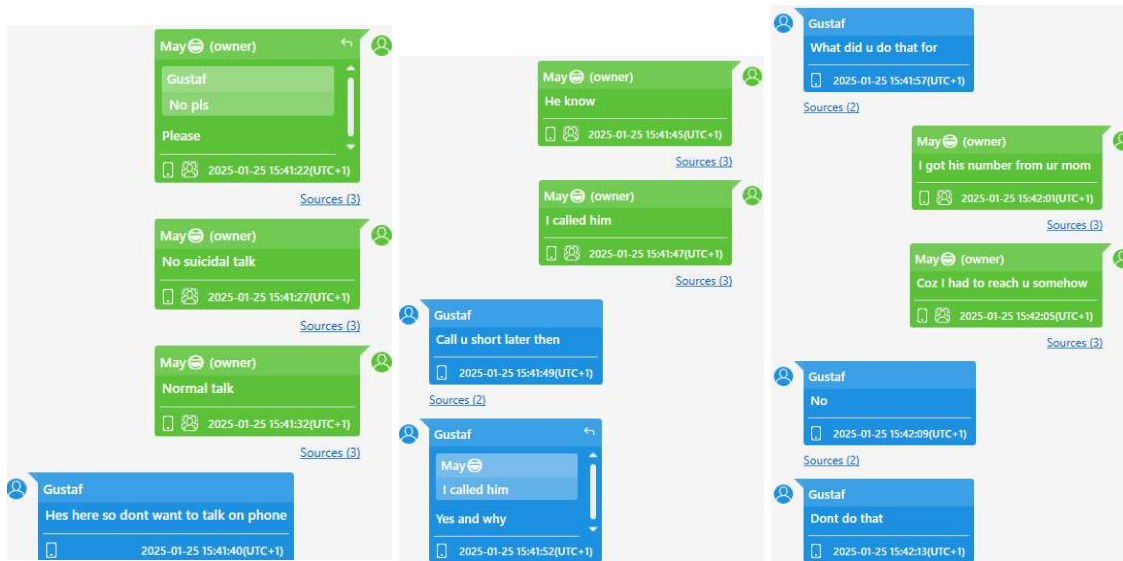 May😁 (owner)
Gustaf
No pls
Please
2025-01-25 15:41:22(UTC+1)
Sources (3)
May😁 (owner)
No suicidal talk
2025-01-25 15:41:27(UTC+1)
Sources (3)
May😁 (owner)
Normal talk
2025-01-25 15:41:32(UTC+1)
Sources (3)
Gustaf
Hes here so dont want to talk on phone
2025-01-25 15:41:40(UTC+1)
May😁 (owner)
He know
2025-01-25 15:41:45(UTC+1)
Sources (3)
May😁 (owner)
I called him
2025-01-25 15:41:47(UTC+1)
Sources (3)
Gustaf
Call u short later then
2025-01-25 15:41:49(UTC+1)
Sources (2)
Gustaf
May😁
I called him
Yes and why
2025-01-25 15:41:52(UTC+1)
Gustaf
What did u do that for
2025-01-25 15:41:57(UTC+1)
Sources (2)
May😁 (owner)
I got his number from ur mom
2025-01-25 15:42:01(UTC+1)
Sources (3)
May😁 (owner)
Coz I had to reach u somehow
2025-01-25 15:42:05(UTC+1)
Sources (3)
Gustaf
No
2025-01-25 15:42:09(UTC+1)
Sources (2)
Gustaf
Dont do that
2025-01-25 15:42:13(UTC+1)